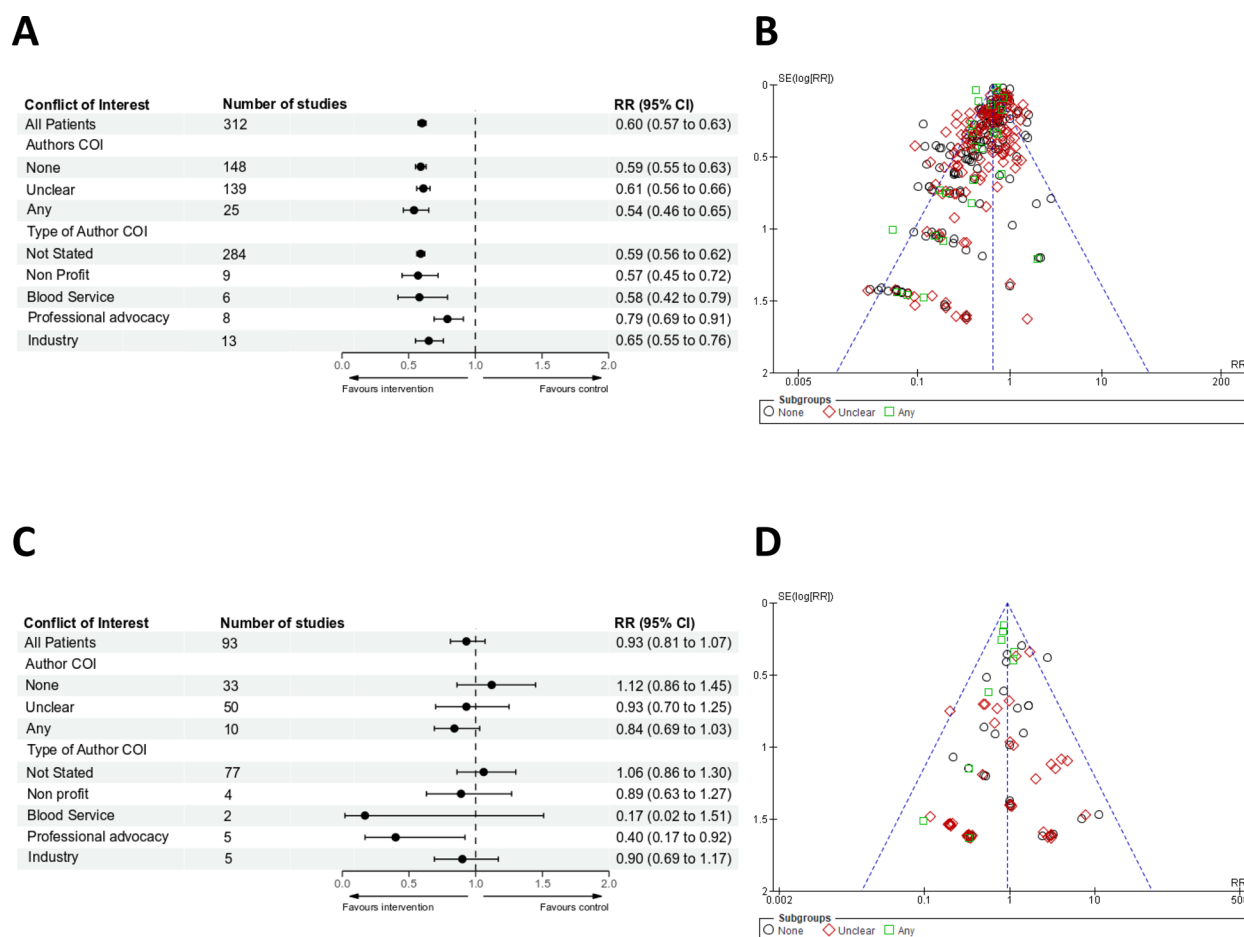 A
Conflict of Interest Number of studies RR (95% CI)
All Patients 312 0.60 (0.57 to 0.63)
Authors COI
None 148 0.59 (0.55 to 0.63)
Unclear 139 0.61 (0.56 to 0.66)
Any 25 0.54 (0.46 to 0.65)
Type of Author COI
Not Stated 284 0.59 (0.56 to 0.62)
Non Profit 9 0.57 (0.45 to 0.72)
Blood Service 6 0.58 (0.42 to 0.79)
Professional advocacy 8 0.79 (0.69 to 0.91)
Industry 13 0.65 (0.55 to 0.76)
0.0 0.5 1.0 1.5 2.0
Favours intervention Favours control
B
SE(log[RR])
0
0.5
1
1.5
2
RR
0.005 0.1 1 10 200
Subgroups
None Unclear Any
C
Conflict of Interest Number of studies RR (95% CI)
All Patients 93 0.93 (0.81 to 1.07)
Author COI
None 33 1.12 (0.86 to 1.45)
Unclear 50 0.93 (0.70 to 1.25)
Any 10 0.84 (0.69 to 1.03)
Type of Author COI
Not Stated 77 1.06 (0.86 to 1.30)
Non profit 4 0.89 (0.63 to 1.27)
Blood Service 2 0.17 (0.02 to 1.51)
Professional advocacy 5 0.40 (0.17 to 0.92)
Industry 5 0.90 (0.69 to 1.17)
0.0 0.5 1.0 1.5 2.0
Favours intervention Favours control
D
SE(log[RR])
0
0.5
1
1.5
2
RR
0.002 0.1 1 10
Subgroups
None Unclear Any